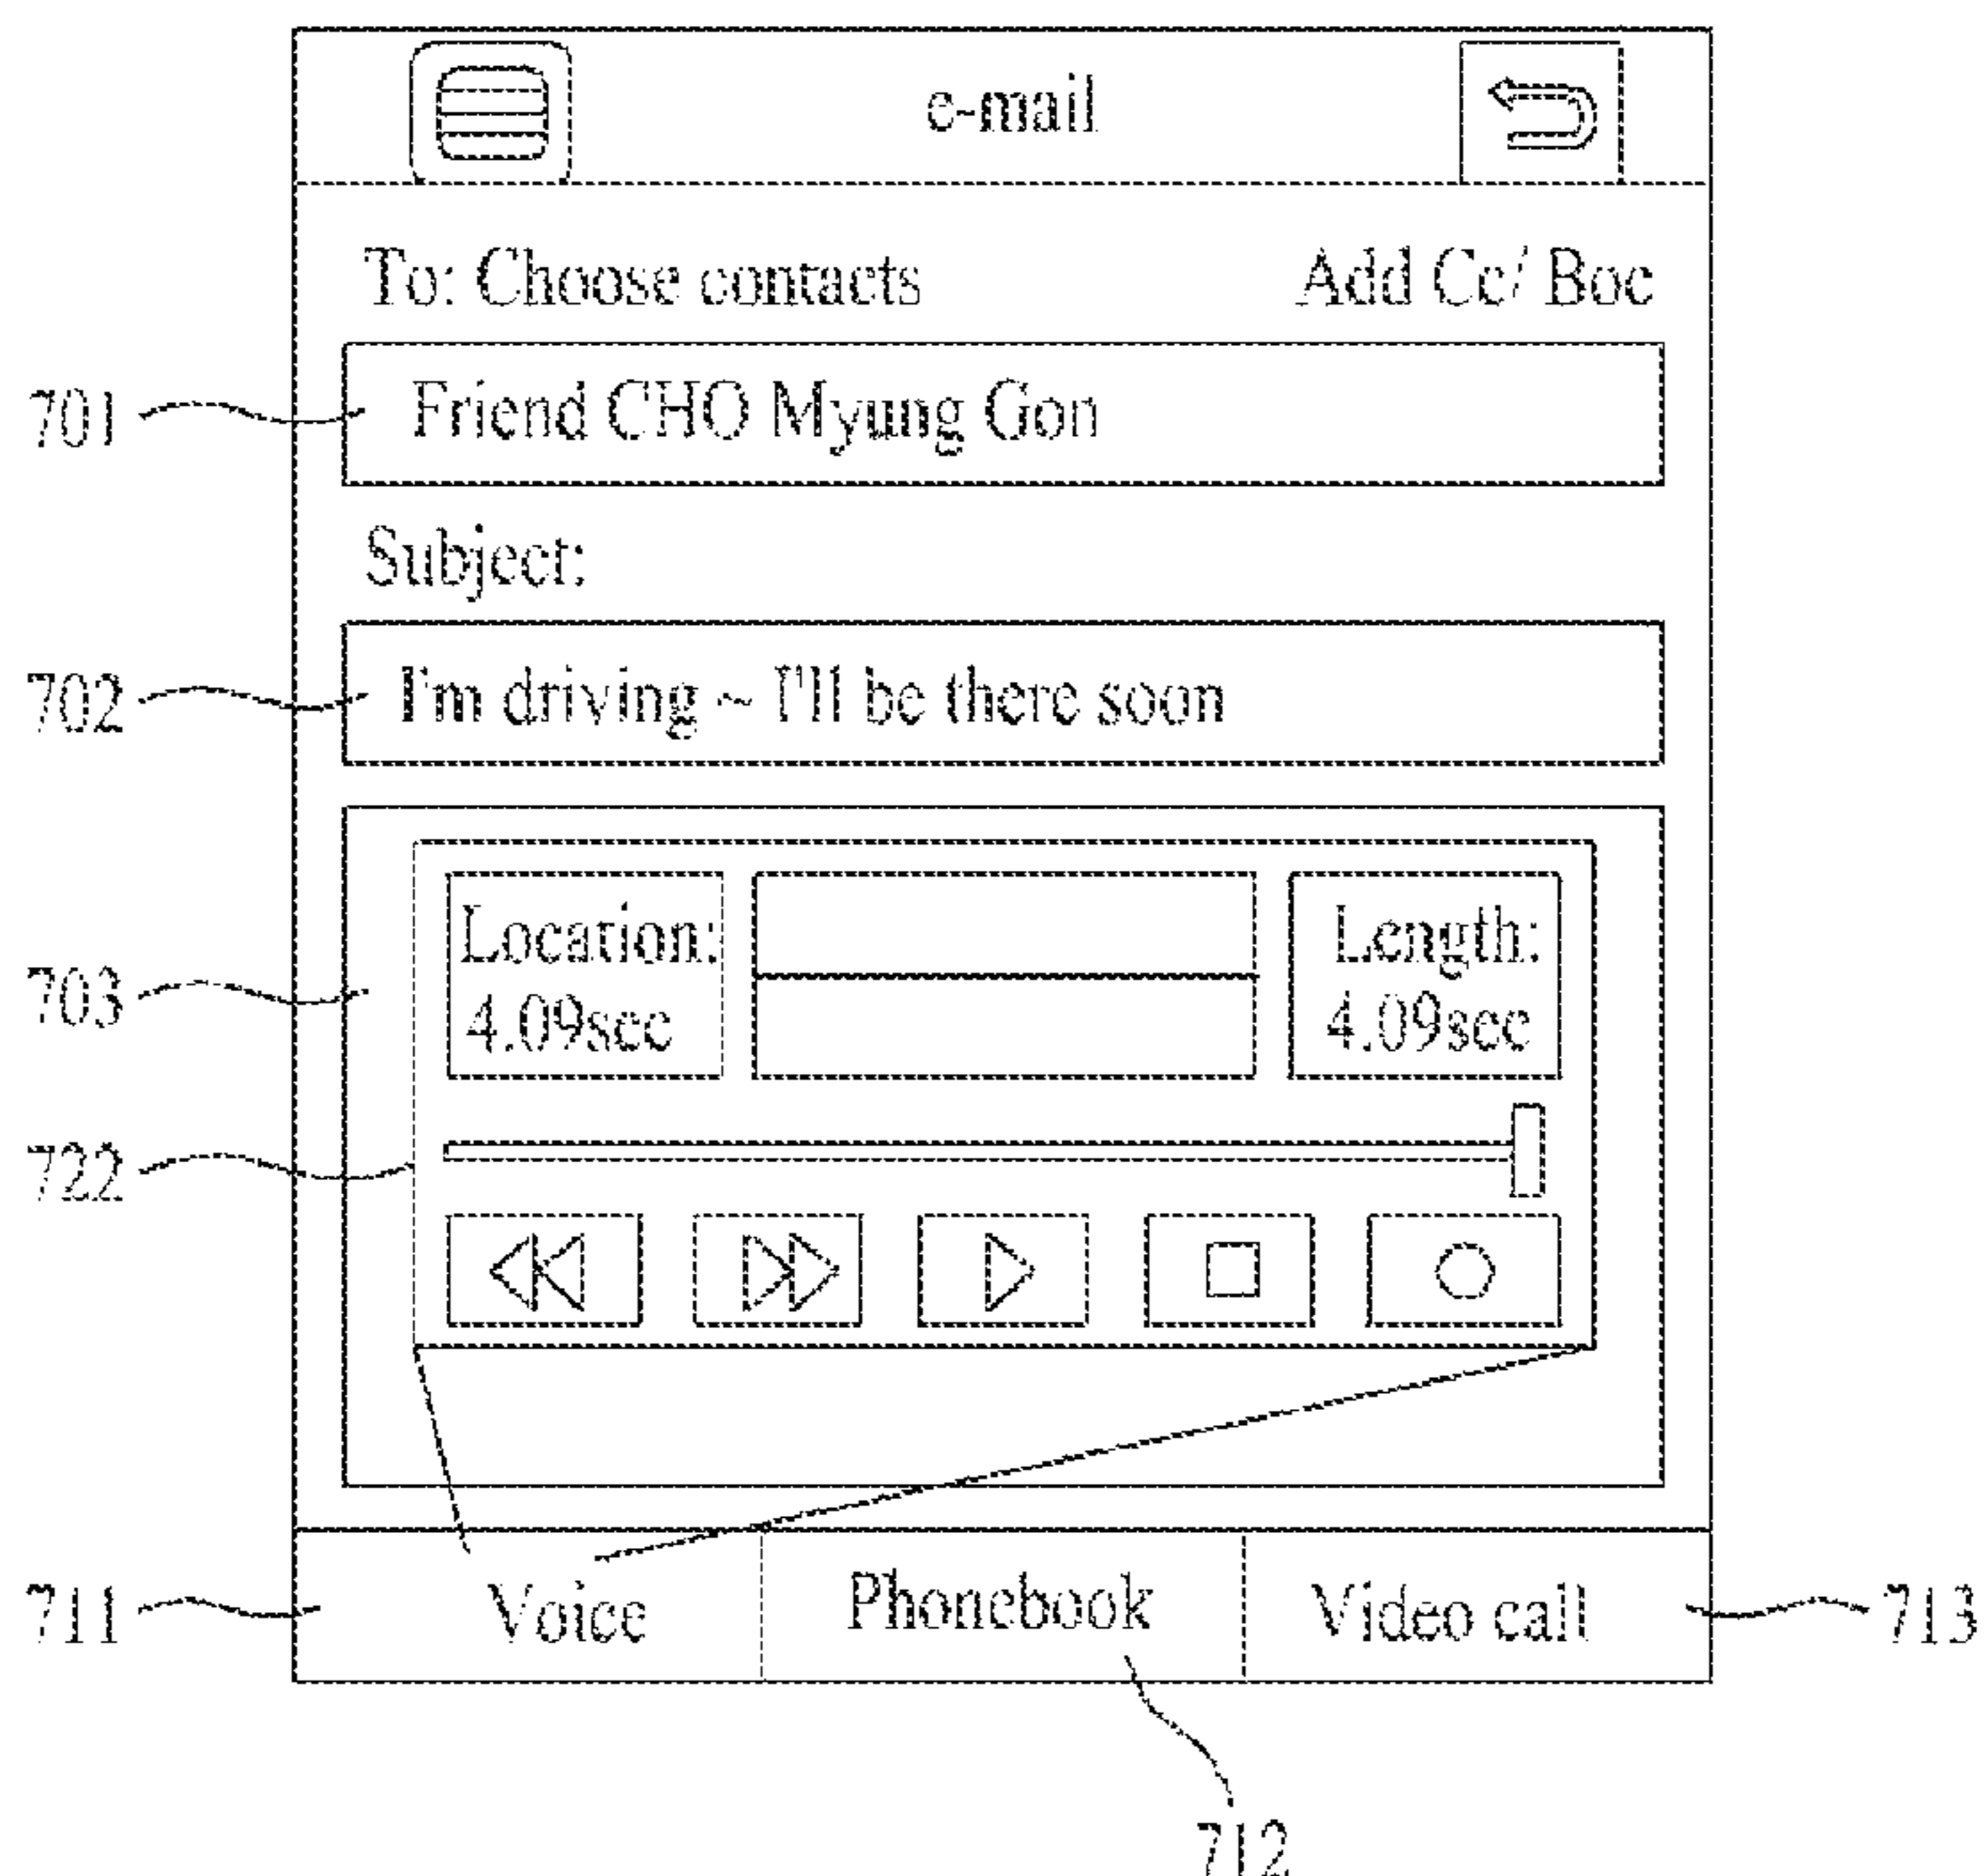 e-mail
To: Choose contacts Add Cc/ Bcc
701 Friend CHO Myung Gon
Subject:
702 I'm driving ~ I'll be there soon
Location: Length:
703 4.09sec 4.09sec
722
711 Voice Phonebook Video call 713
712